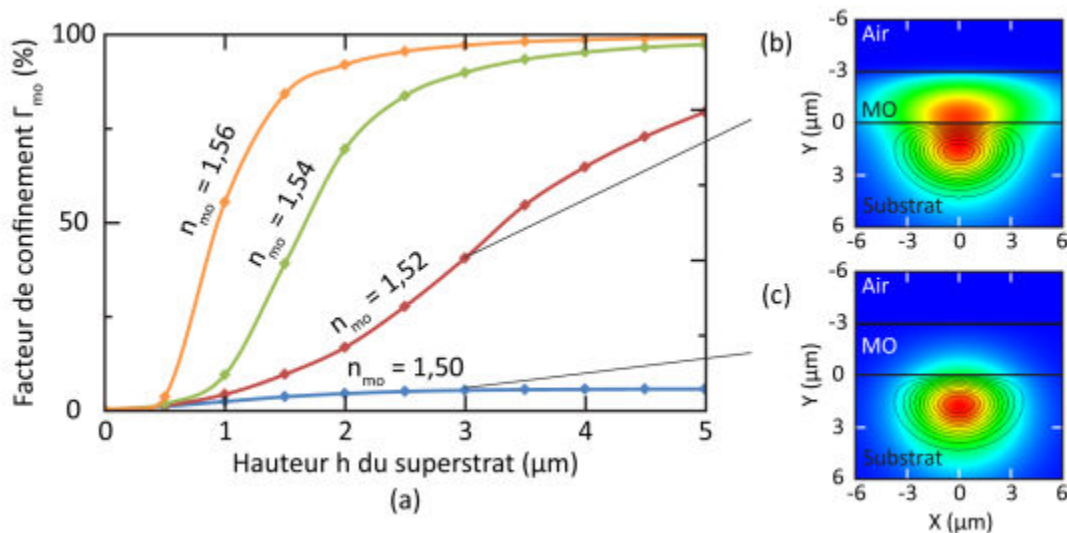 Facteur de confinement Γmo (%)
100
50
0
nmo = 1,56
nmo = 1,54
nmo = 1,52
nmo = 1,50
0 1 2 3 4 5
Hauteur h du superstrat (µm)
(a)
(b)
-6
-3
0
3
6
Y (µm)
Air
MO
Substrat
-6 -3 0 3 6
(c)
-6
-3
0
3
6
Y (µm)
Air
MO
Substrat
-6 -3 0 3 6
X (µm)